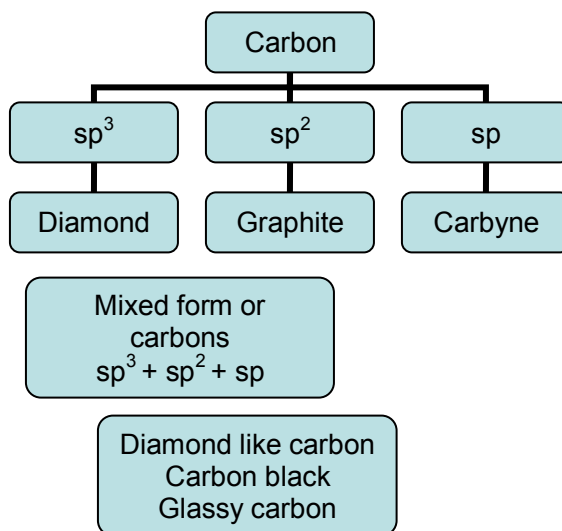 Carbon
sp³ sp² sp
Diamond Graphite Carbyne
Mixed form or
carbons
sp³ + sp² + sp
Diamond like carbon
Carbon black
Glassy carbon